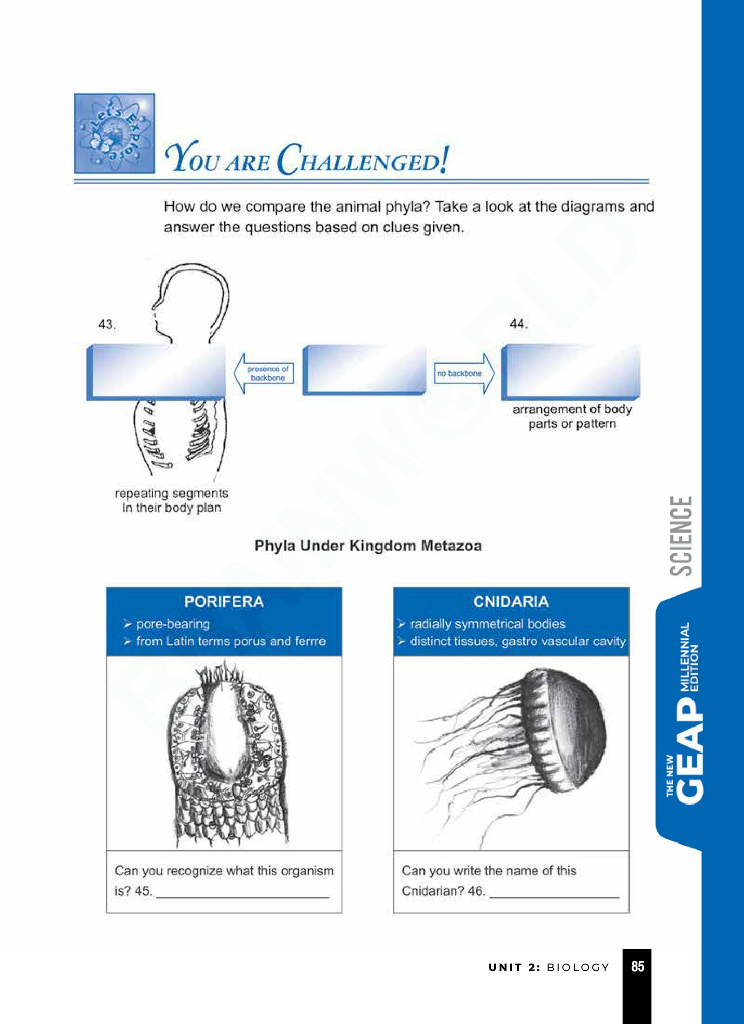 Let's Explore
YOU ARE CHALLENGED!
How do we compare the animal phyla? Take a look at the diagrams and
answer the questions based on clues given.
43.
44.
presence of
backbone
no backbone
arrangement of body
parts or pattern
repeating segments
In their body plan
Phyla Under Kingdom Metazoa
PORIFERA
➢ pore-bearing
➢ from Latin terms porus and ferrre
Can you recognize what this organism
is? 45. ______________________
CNIDARIA
➢ radially symmetrical bodies
➢ distinct tissues, gastro vascular cavity
Can you write the name of this
Cnidarian? 46. ________________
SCIENCE
THE NEW
GEAP
MILLENNIAL
EDITION
UNIT 2: BIOLOGY 85